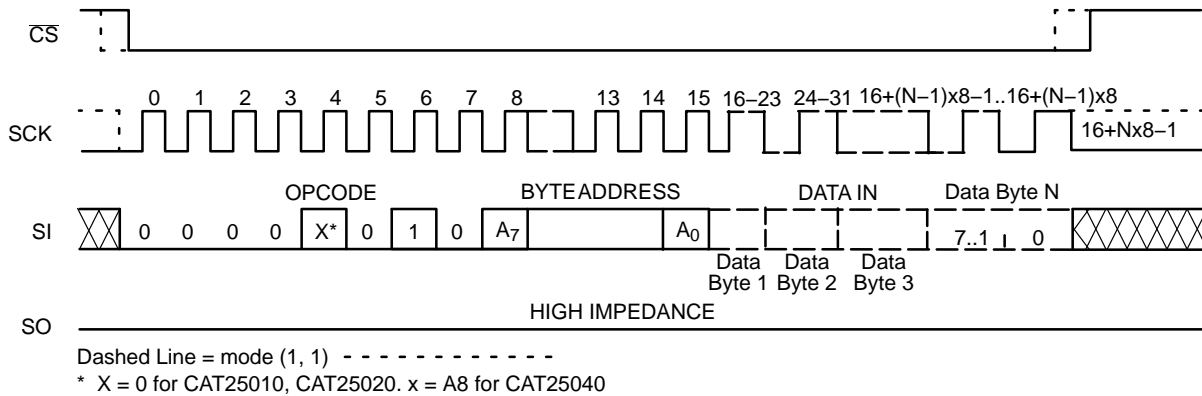 CS
0 1 2 3 4 5 6 7 8 13 14 15 16–23 24–31 16+(N–1)x8–1..16+(N–1)x8
SCK
16+Nx8–1
OPCODE BYTE ADDRESS DATA IN Data Byte N
SI 0 0 0 0 X* 0 1 0 A7 A0 7..1 0
Data Byte 1
Data Byte 2
Data Byte 3
HIGH IMPEDANCE
SO
Dashed Line = mode (1, 1)
* X = 0 for CAT25010, CAT25020. x = A8 for CAT25040